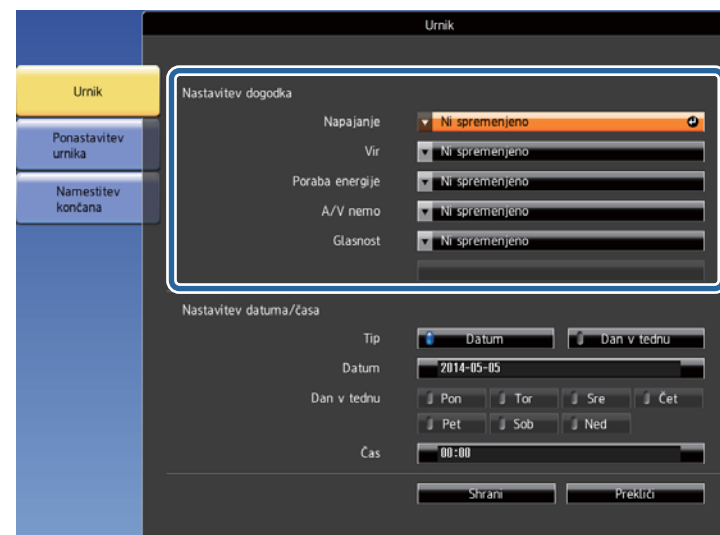 Urnik
Urnik
Ponastavitev
urnika
Namestitev
končana
Nastavitev dogodka
Napajanje Ni spremenjeno
Vir Ni spremenjeno
Poraba energije Ni spremenjeno
A/V nemo Ni spremenjeno
Glasnost Ni spremenjeno
Nastavitev datuma/časa
Tip Datum Dan v tednu
Datum 2014-05-05
Dan v tednu Pon Tor Sre Čet
Pet Sob Ned
Čas 00:00
Shrani Prekliči